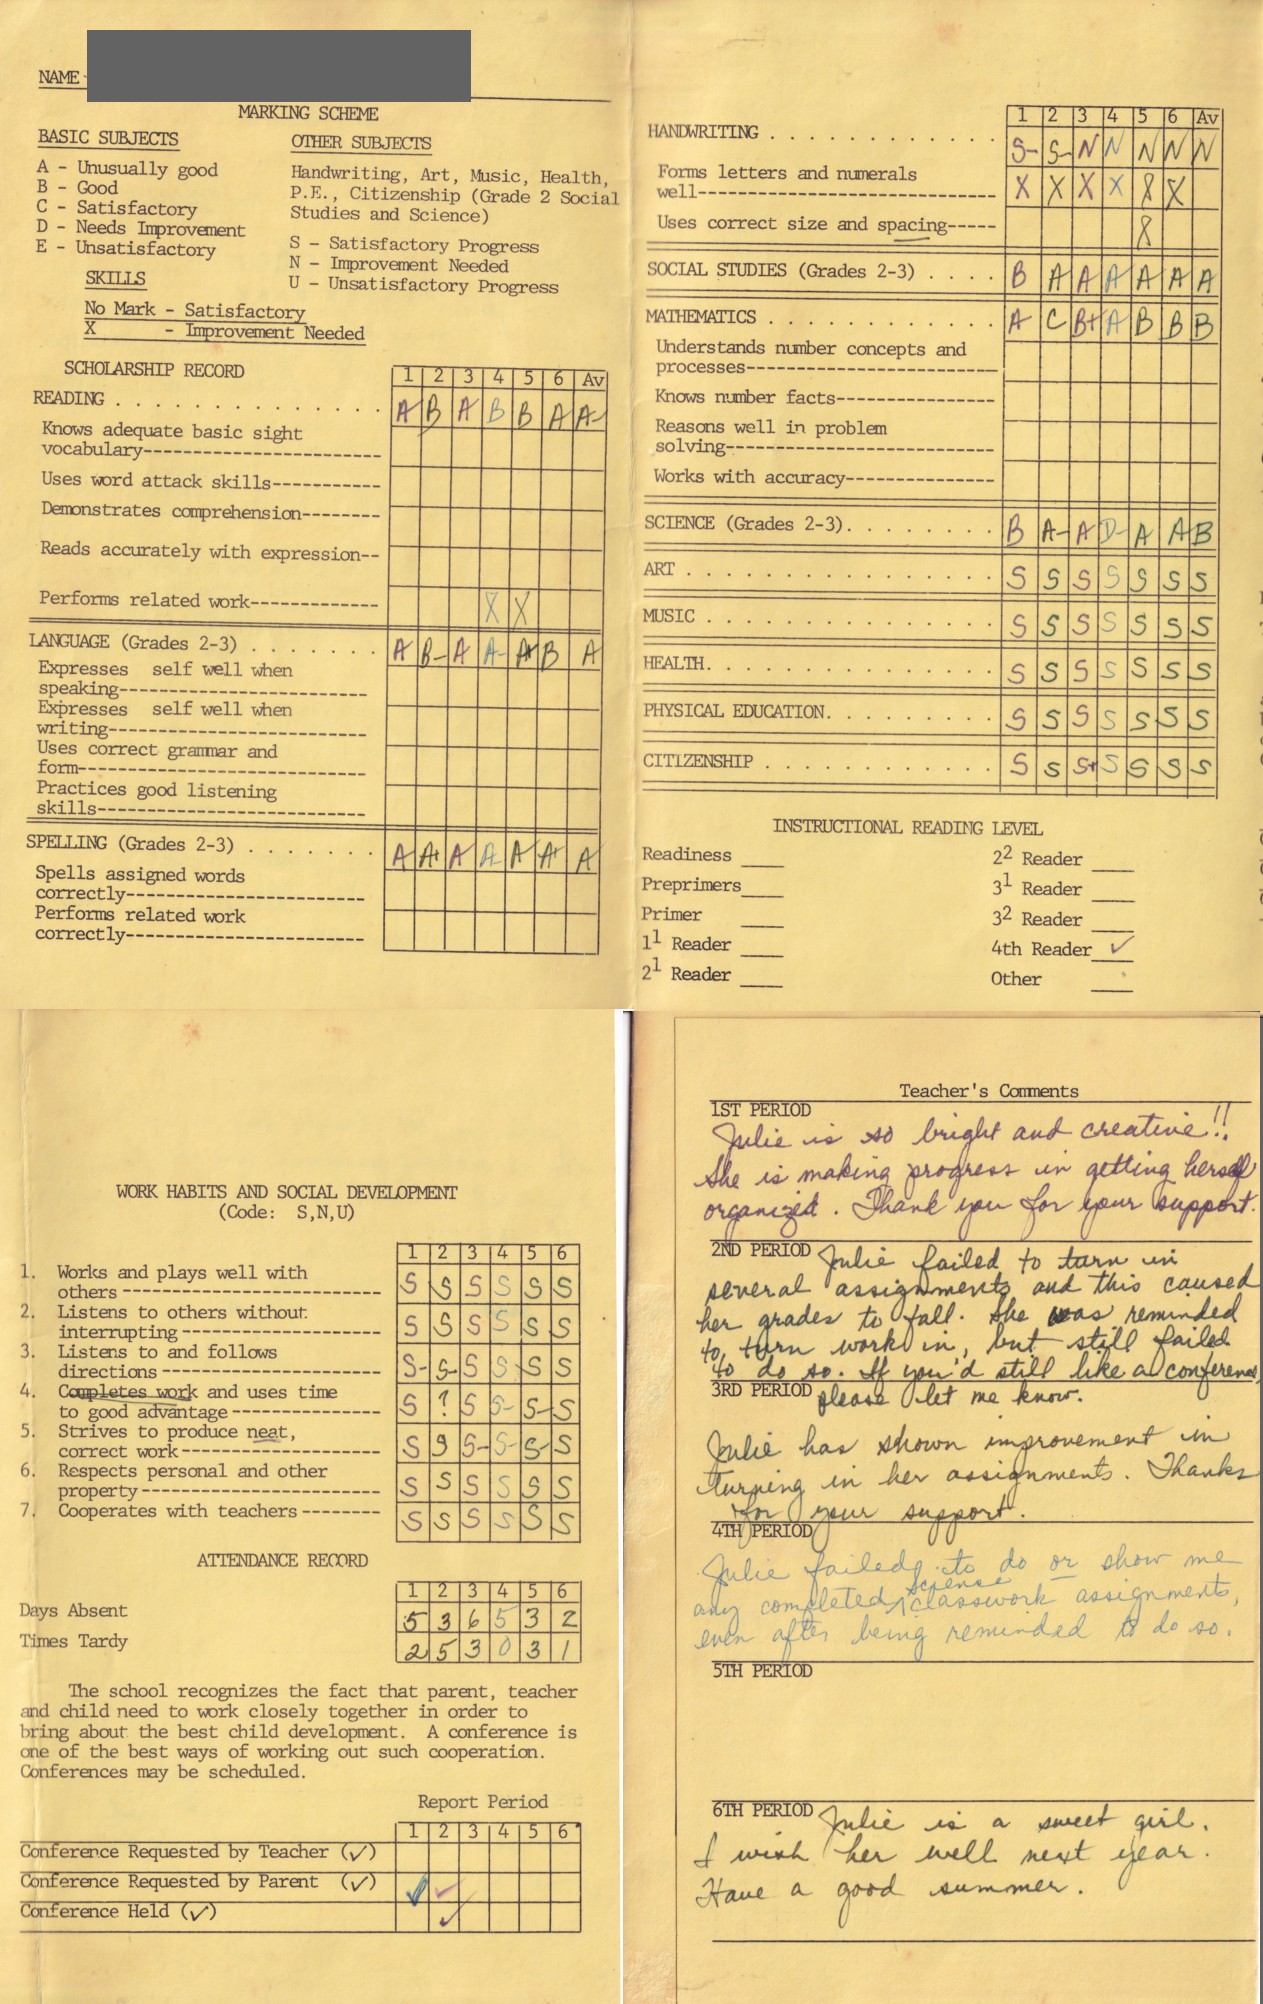 NAME
MARKING SCHEME
BASIC SUBJECTS
A - Unusually good
B - Good
C - Satisfactory
D - Needs Improvement
E - Unsatisfactory
OTHER SUBJECTS
Handwriting, Art, Music, Health,
P.E., Citizenship (Grade 2 Social
Studies and Science)
S - Satisfactory Progress
N - Improvement Needed
U - Unsatisfactory Progress
SKILLS
No Mark - Satisfactory
X - Improvement Needed
SCHOLARSHIP RECORD 1 2 3 4 5 6 Av
READING . . . . . . . . . . . . . . A B A B B A A-
Knows adequate basic sight
vocabulary------------------------
Uses word attack skills-----------
Demonstrates comprehension--------
Reads accurately with expression--
Performs related work------------- X X
LANGUAGE (Grades 2-3) . . . . . . . A B- A A- A+ B A
Expresses self well when
speaking-------------------------
Expresses self well when
writing--------------------------
Uses correct grammar and
form-----------------------------
Practices good listening
skills---------------------------
SPELLING (Grades 2-3) . . . . . . . A A+ A A- A A+ A
Spells assigned words
correctly------------------------
Performs related work
correctly------------------------
1 2 3 4 5 6 Av
HANDWRITING . . . . . . . . . . . . S- S- N N N N N
Forms letters and numerals
well------------------------------ X X X X X X
Uses correct size and spacing----- X
SOCIAL STUDIES (Grades 2-3) . . . . B A A A A A A
MATHEMATICS . . . . . . . . . . . . A C B+ A B B B
Understands number concepts and
processes-------------------------
Knows number facts----------------
Reasons well in problem
solving---------------------------
Works with accuracy---------------
SCIENCE (Grades 2-3). . . . . . . . B A- A D- A A B
ART . . . . . . . . . . . . . . . . S S S S S S S
MUSIC . . . . . . . . . . . . . . . S S S S S S S
HEALTH. . . . . . . . . . . . . . . S S S S S S S
PHYSICAL EDUCATION. . . . . . . . . S S S S S S S
CITIZENSHIP . . . . . . . . . . . . S S S+ S S S S
INSTRUCTIONAL READING LEVEL
Readiness ____
Preprimers____
Primer ____
1¹ Reader ____
2¹ Reader ____
2² Reader ____
3¹ Reader ____
3² Reader ____
4th Reader ✓
Other ____
WORK HABITS AND SOCIAL DEVELOPMENT
(Code: S,N,U)
1 2 3 4 5 6
1. Works and plays well with
others -------------------------- S S S S S S
2. Listens to others without
interrupting -------------------- S S S S S S
3. Listens to and follows
directions ---------------------- S- S- S S S S
4. Completes work and uses time
to good advantage --------------- S ? S S- S- S
5. Strives to produce neat,
correct work -------------------- S S- S- S- S
6. Respects personal and other
property ------------------------ S S S S S S
7. Cooperates with teachers -------- S S S S S S
ATTENDANCE RECORD
1 2 3 4 5 6
Days Absent 5 3 6 5 3 2
Times Tardy 2 5 3 0 3 1
The school recognizes the fact that parent, teacher
and child need to work closely together in order to
bring about the best child development. A conference is
one of the best ways of working out such cooperation.
Conferences may be scheduled.
Report Period
1 2 3 4 5 6
Conference Requested by Teacher (✓)
Conference Requested by Parent (✓) ✓ ✓
Conference Held (✓) ✓
Teacher's Comments
1ST PERIOD
Julie is so bright and creative!!
She is making progress in getting herself
organized. Thank you for your support.
2ND PERIOD Julie failed to turn in
several assignments and this caused
her grades to fall. She was reminded
to turn work in, but still failed
to do so. If you'd still like a conference,
3RD PERIOD please let me know.
Julie has shown improvement in
turning in her assignments. Thanks
for your support.
4TH PERIOD
Julie failed to do or show me
any completed science classwork assignments,
even after being reminded to do so.
5TH PERIOD
6TH PERIOD Julie is a sweet girl.
I wish her well next year.
Have a good summer.